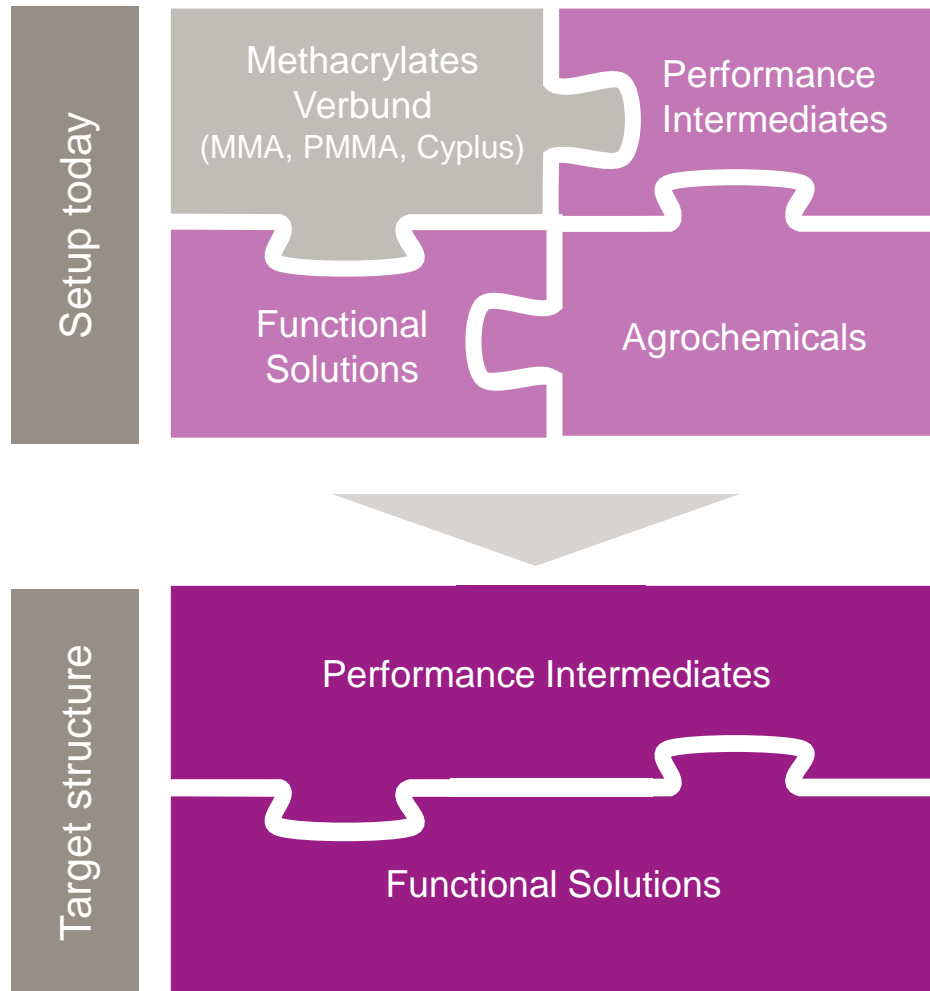 Setup today
Methacrylates
Verbund
(MMA, PMMA, Cyplus)
Performance
Intermediates
Functional
Solutions
Agrochemicals
Target structure
Performance Intermediates
Functional Solutions